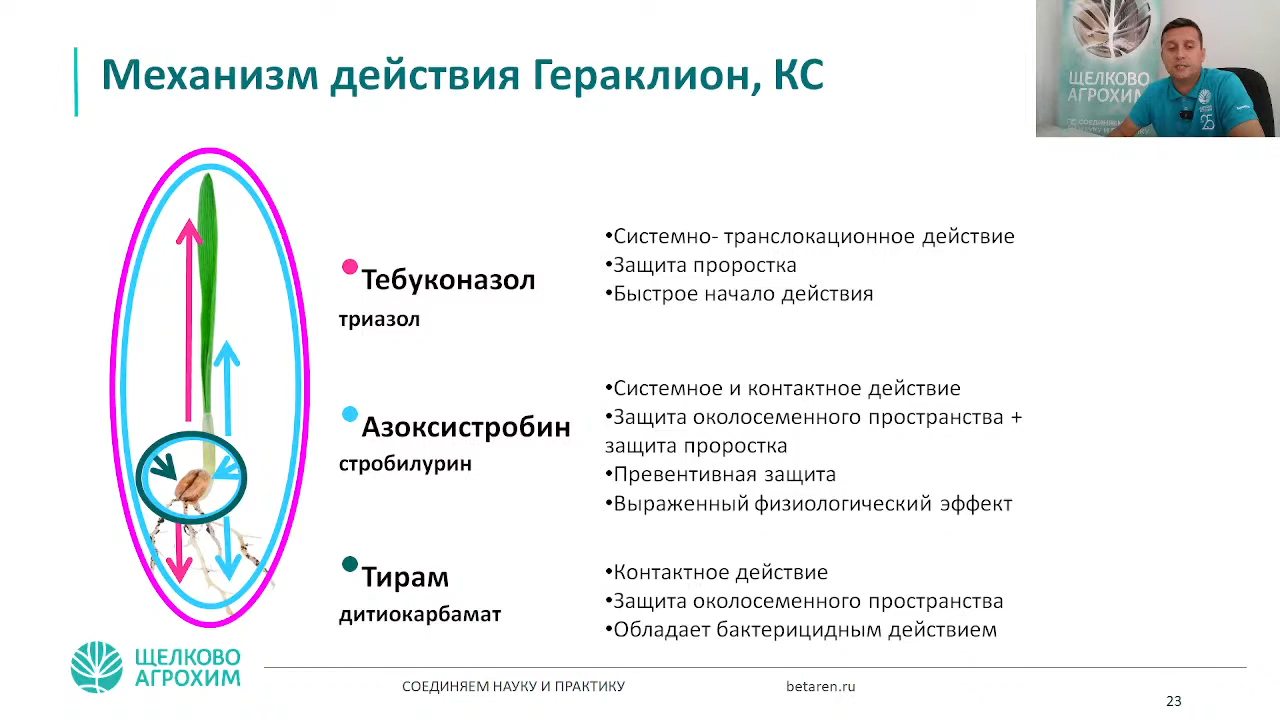 Механизм действия Гераклион, КС
ЩЕЛКОВО
АГРОХИМ
25
•Тебуконазол
триазол
•Системно- транслокационное действие
•Защита проростка
•Быстрое начало действия
•Азоксистробин
стробилурин
•Системное и контактное действие
•Защита околосеменного пространства +
защита проростка
•Превентивная защита
•Выраженный физиологический эффект
•Тирам
дитиокарбамат
•Контактное действие
•Защита околосеменного пространства
•Обладает бактерицидным действием
ЩЕЛКОВО
АГРОХИМ
СОЕДИНЯЕМ НАУКУ И ПРАКТИКУ
betaren.ru
23